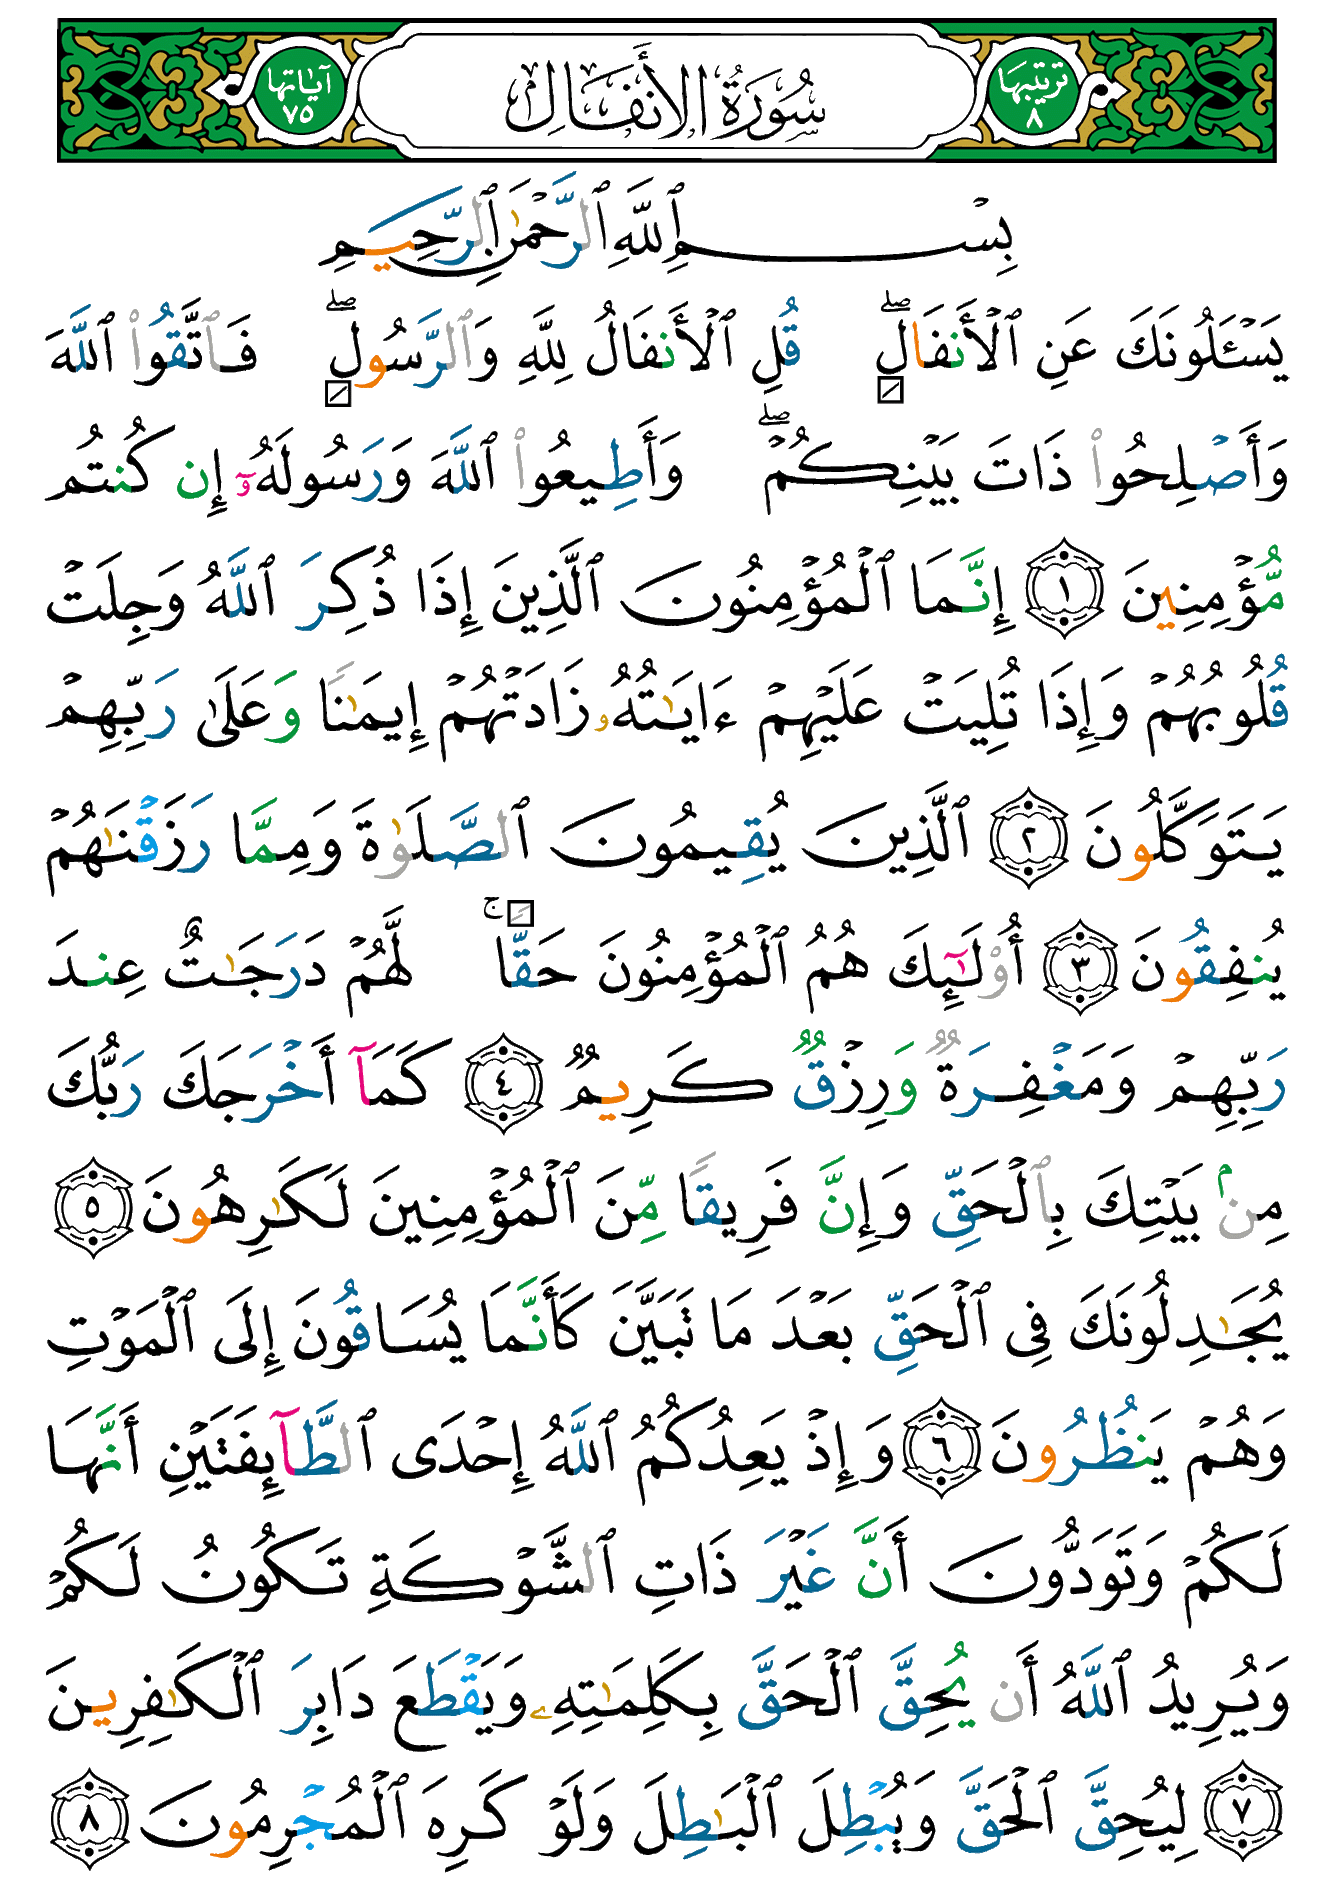 ترتيبها ٨
سُورَةُ الأَنفَالِ
آياتها ٧٥
بِسْمِ ٱللَّهِ ٱلرَّحْمَٰنِ ٱلرَّحِيمِ
يَسْـَٔلُونَكَ عَنِ ٱلْأَنفَالِۖ قُلِ ٱلْأَنفَالُ لِلَّهِ وَٱلرَّسُولِۖ فَٱتَّقُوا۟ ٱللَّهَ
وَأَصْلِحُوا۟ ذَاتَ بَيْنِكُمْۖ وَأَطِيعُوا۟ ٱللَّهَ وَرَسُولَهُۥٓ إِن كُنتُم
مُّؤْمِنِينَ ١ إِنَّمَا ٱلْمُؤْمِنُونَ ٱلَّذِينَ إِذَا ذُكِرَ ٱللَّهُ وَجِلَتْ
قُلُوبُهُمْ وَإِذَا تُلِيَتْ عَلَيْهِمْ ءَايَٰتُهُۥ زَادَتْهُمْ إِيمَٰنًا وَعَلَىٰ رَبِّهِمْ
يَتَوَكَّلُونَ ٢ ٱلَّذِينَ يُقِيمُونَ ٱلصَّلَوٰةَ وَمِمَّا رَزَقْنَٰهُمْ
يُنفِقُونَ ٣ أُو۟لَٰٓئِكَ هُمُ ٱلْمُؤْمِنُونَ حَقًّاۚ لَّهُمْ دَرَجَٰتٌ عِندَ
رَبِّهِمْ وَمَغْفِرَةٌ وَرِزْقٌ كَرِيمٌ ٤ كَمَآ أَخْرَجَكَ رَبُّكَ
مِنۢ بَيْتِكَ بِٱلْحَقِّ وَإِنَّ فَرِيقًا مِّنَ ٱلْمُؤْمِنِينَ لَكَٰرِهُونَ ٥
يُجَٰدِلُونَكَ فِى ٱلْحَقِّ بَعْدَ مَا تَبَيَّنَ كَأَنَّمَا يُسَاقُونَ إِلَى ٱلْمَوْتِ
وَهُمْ يَنظُرُونَ ٦ وَإِذْ يَعِدُكُمُ ٱللَّهُ إِحْدَى ٱلطَّآئِفَتَيْنِ أَنَّهَا
لَكُمْ وَتَوَدُّونَ أَنَّ غَيْرَ ذَاتِ ٱلشَّوْكَةِ تَكُونُ لَكُمْ
وَيُرِيدُ ٱللَّهُ أَن يُحِقَّ ٱلْحَقَّ بِكَلِمَٰتِهِۦ وَيَقْطَعَ دَابِرَ ٱلْكَٰفِرِينَ
٧ لِيُحِقَّ ٱلْحَقَّ وَيُبْطِلَ ٱلْبَٰطِلَ وَلَوْ كَرِهَ ٱلْمُجْرِمُونَ ٨